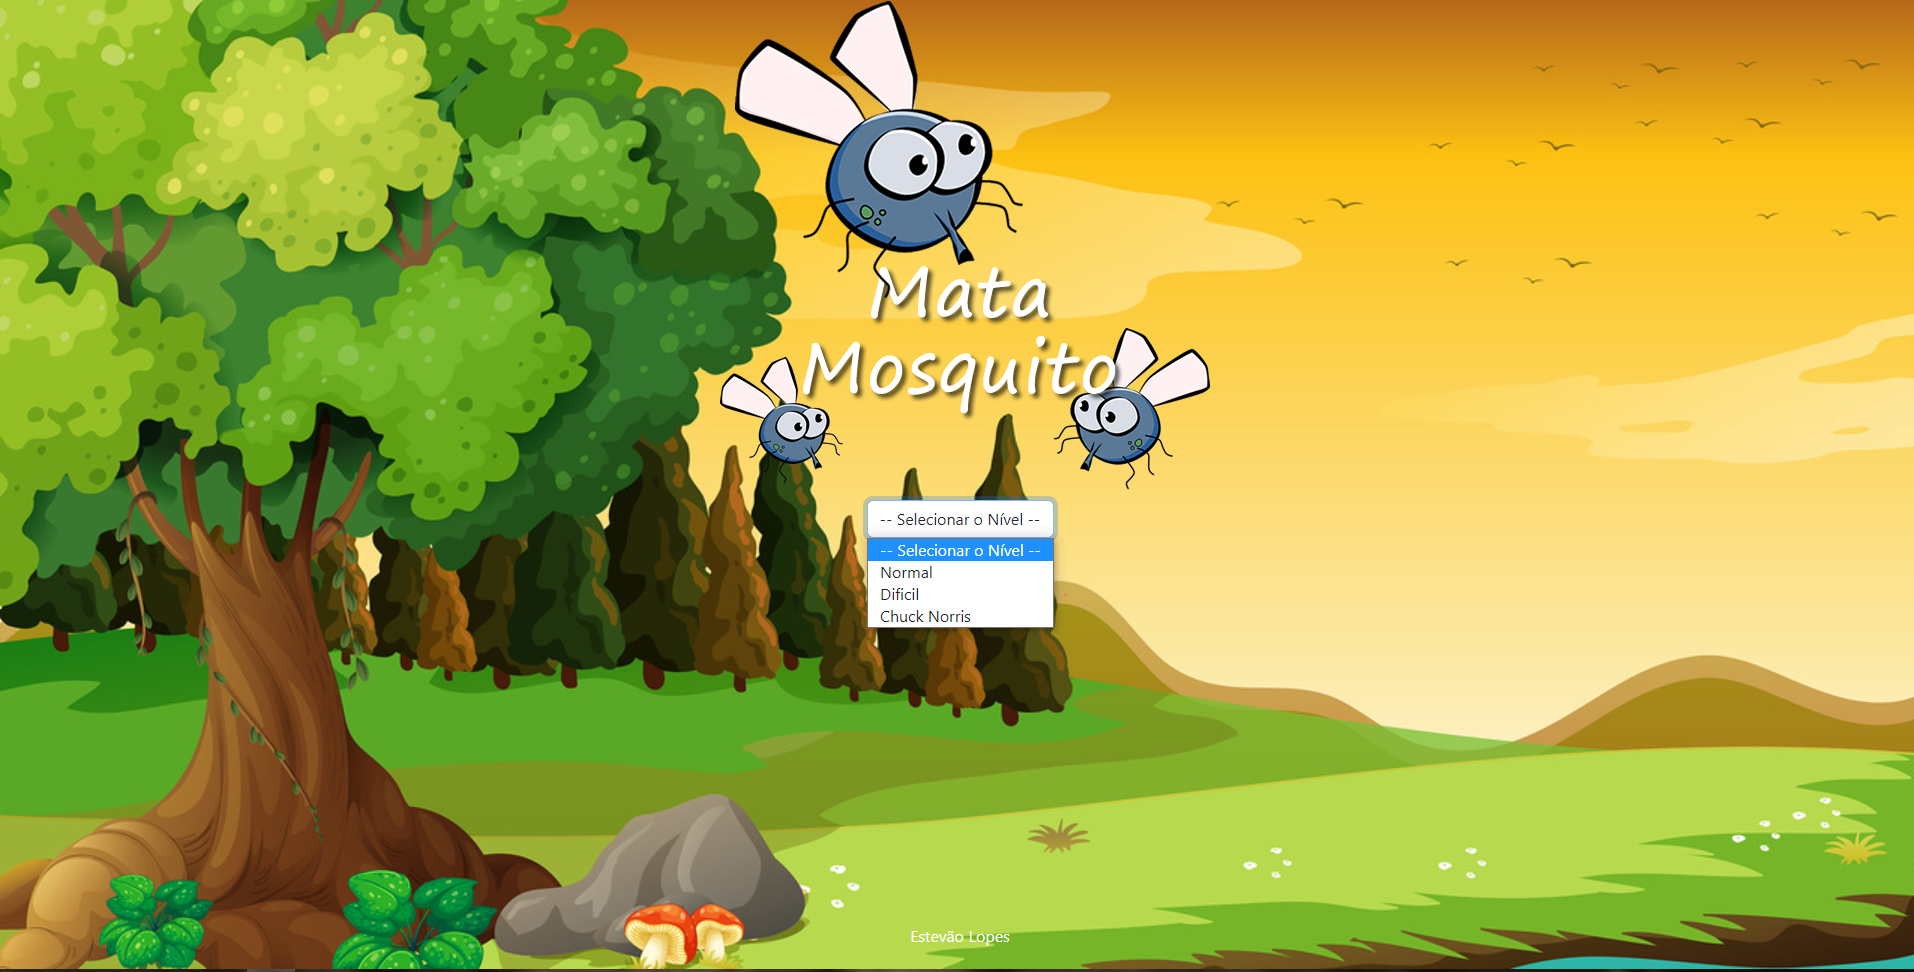 Mata
Mosquito
-- Selecionar o Nível --
-- Selecionar o Nível --
Normal
Dificil
Chuck Norris
Estevão Lopes